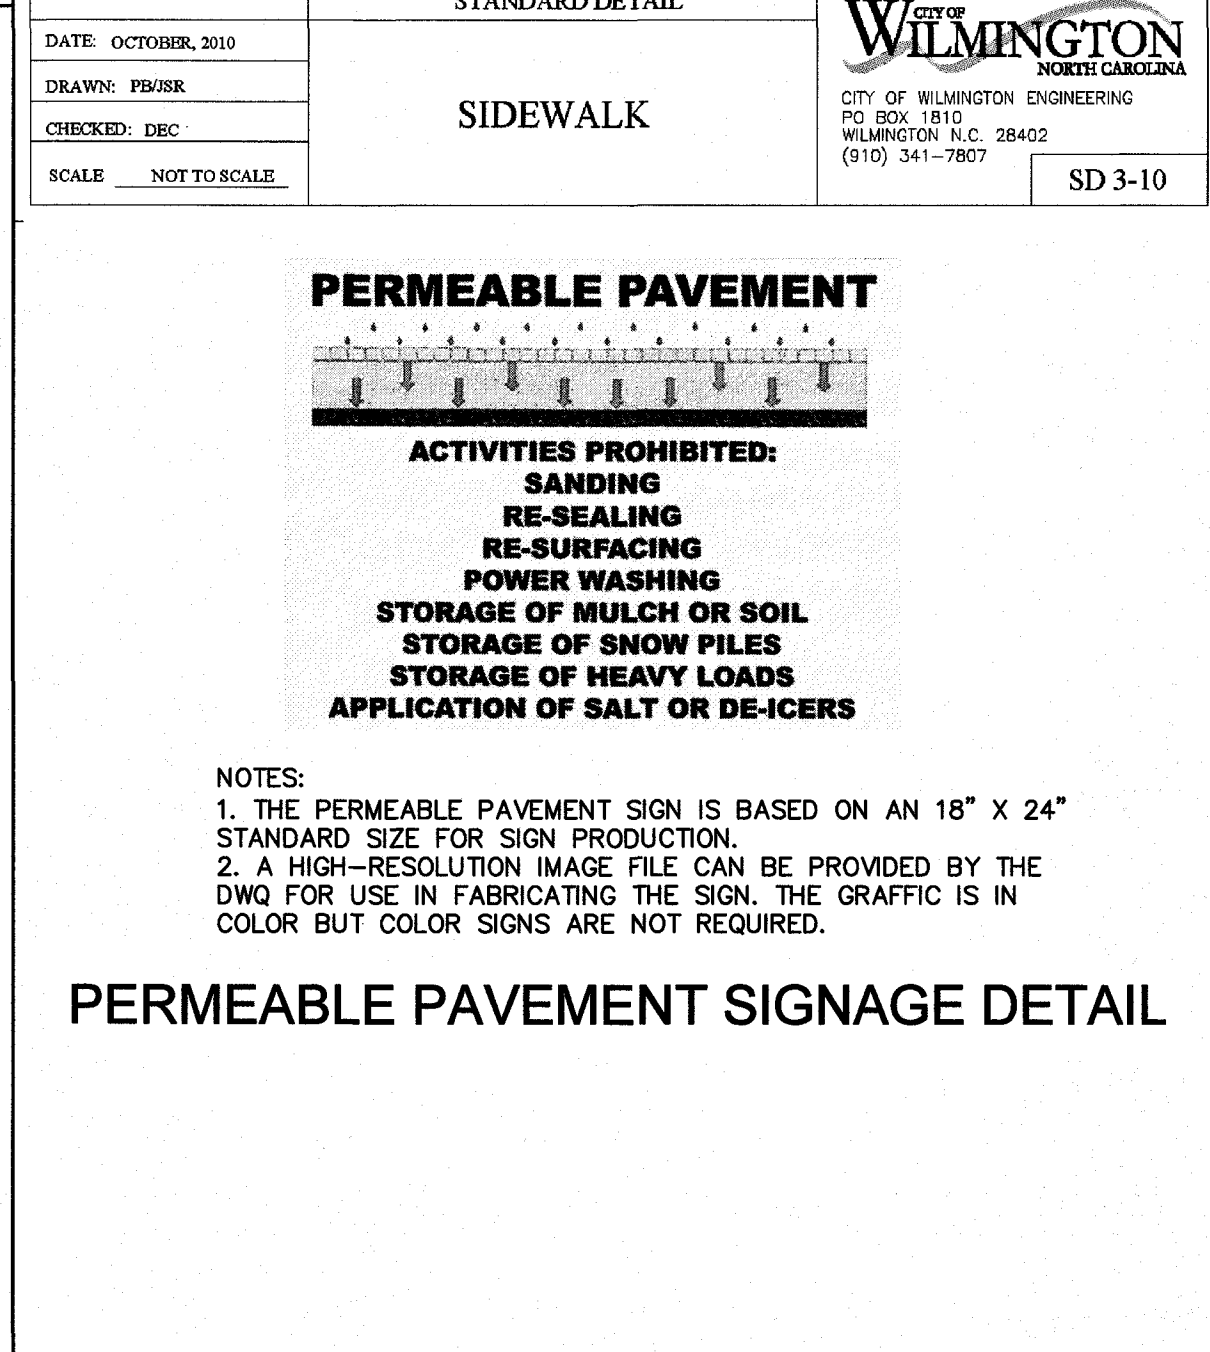 STANDARD DETAIL
DATE: OCTOBER, 2010
DRAWN: PB/JSR
CHECKED: DEC
SCALE NOT TO SCALE
SIDEWALK
CITY OF
WILMINGTON
NORTH CAROLINA
CITY OF WILMINGTON ENGINEERING
PO BOX 1810
WILMINGTON N.C. 28402
(910) 341-7807
SD 3-10
PERMEABLE PAVEMENT
ACTIVITIES PROHIBITED:
SANDING
RE-SEALING
RE-SURFACING
POWER WASHING
STORAGE OF MULCH OR SOIL
STORAGE OF SNOW PILES
STORAGE OF HEAVY LOADS
APPLICATION OF SALT OR DE-ICERS
NOTES:
1. THE PERMEABLE PAVEMENT SIGN IS BASED ON AN 18" X 24"
STANDARD SIZE FOR SIGN PRODUCTION.
2. A HIGH-RESOLUTION IMAGE FILE CAN BE PROVIDED BY THE
DWQ FOR USE IN FABRICATING THE SIGN. THE GRAFFIC IS IN
COLOR BUT COLOR SIGNS ARE NOT REQUIRED.
PERMEABLE PAVEMENT SIGNAGE DETAIL